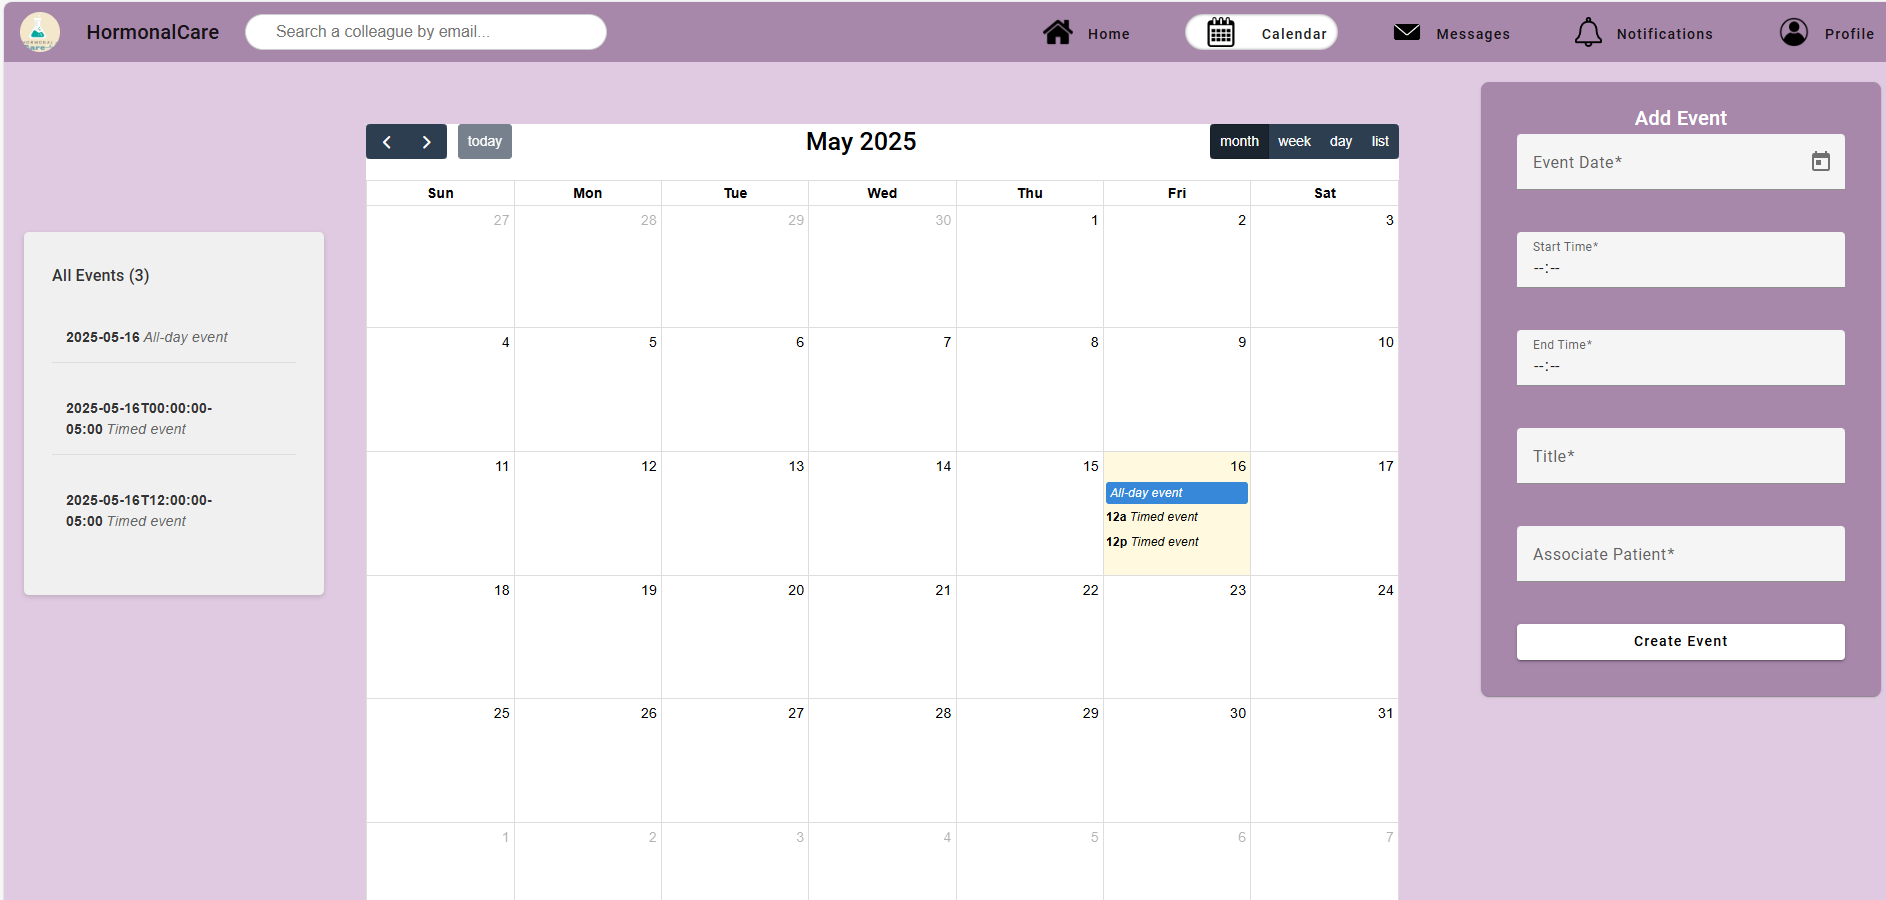 HormonalCare
Search a colleague by email...
Home
Calendar
Messages
Notifications
Profile
All Events (3)
2025-05-16 All-day event
2025-05-16T00:00:00-
05:00 Timed event
2025-05-16T12:00:00-
05:00 Timed event
today
May 2025
month week day list
Sun Mon Tue Wed Thu Fri Sat
27 28 29 30 1 2 3
4 5 6 7 8 9 10
11 12 13 14 15 16 17
All-day event
12a Timed event
12p Timed event
18 19 20 21 22 23 24
25 26 27 28 29 30 31
1 2 3 4 5 6 7
Add Event
Event Date*
Start Time*
--:--
End Time*
--:--
Title*
Associate Patient*
Create Event